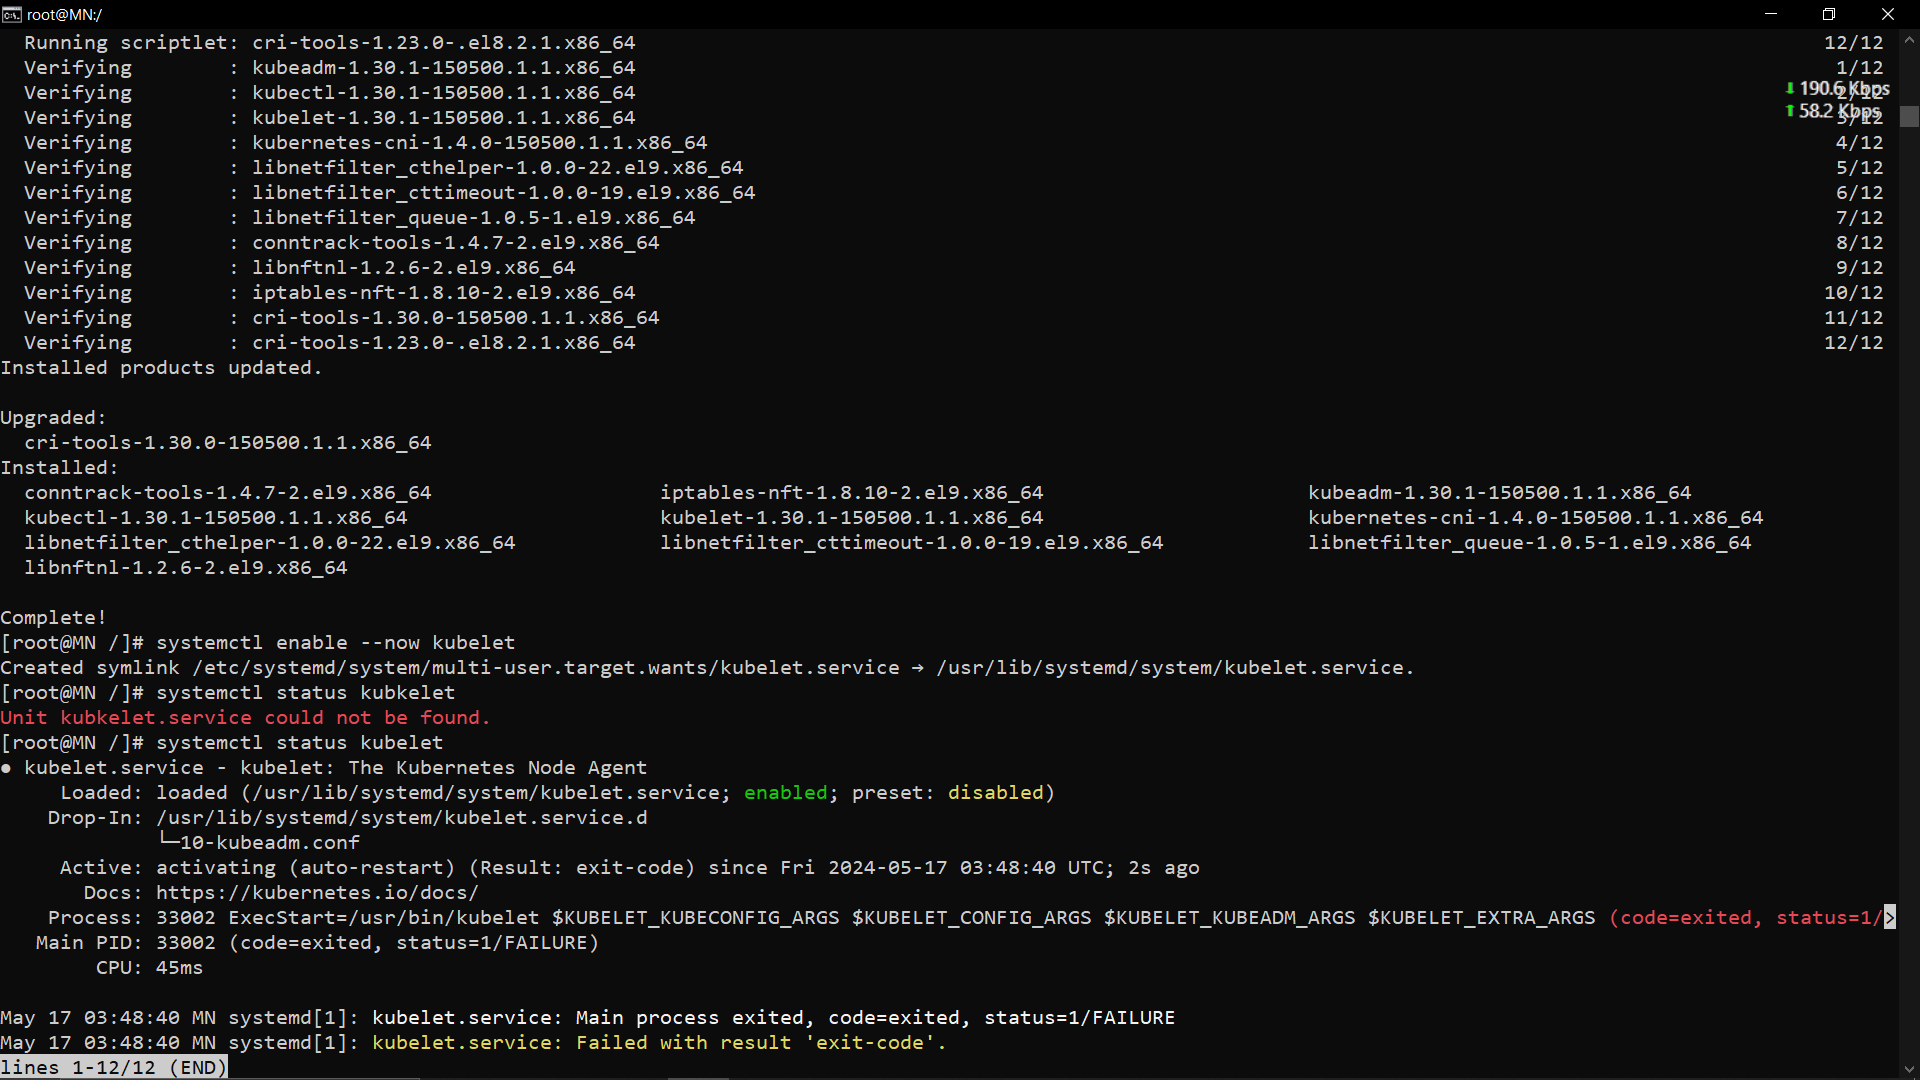 root@MN:/
  Running scriptlet: cri-tools-1.23.0-.el8.2.1.x86_64 12/12
  Verifying        : kubeadm-1.30.1-150500.1.1.x86_64 1/12
  Verifying        : kubectl-1.30.1-150500.1.1.x86_64 2/12
190.6 Kbps
  Verifying        : kubelet-1.30.1-150500.1.1.x86_64 3/12
58.2 Kbps
  Verifying        : kubernetes-cni-1.4.0-150500.1.1.x86_64 4/12
  Verifying        : libnetfilter_cthelper-1.0.0-22.el9.x86_64 5/12
  Verifying        : libnetfilter_cttimeout-1.0.0-19.el9.x86_64 6/12
  Verifying        : libnetfilter_queue-1.0.5-1.el9.x86_64 7/12
  Verifying        : conntrack-tools-1.4.7-2.el9.x86_64 8/12
  Verifying        : libnftnl-1.2.6-2.el9.x86_64 9/12
  Verifying        : iptables-nft-1.8.10-2.el9.x86_64 10/12
  Verifying        : cri-tools-1.30.0-150500.1.1.x86_64 11/12
  Verifying        : cri-tools-1.23.0-.el8.2.1.x86_64 12/12
Installed products updated.

Upgraded:
  cri-tools-1.30.0-150500.1.1.x86_64
Installed:
  conntrack-tools-1.4.7-2.el9.x86_64 iptables-nft-1.8.10-2.el9.x86_64 kubeadm-1.30.1-150500.1.1.x86_64
  kubectl-1.30.1-150500.1.1.x86_64 kubelet-1.30.1-150500.1.1.x86_64 kubernetes-cni-1.4.0-150500.1.1.x86_64
  libnetfilter_cthelper-1.0.0-22.el9.x86_64 libnetfilter_cttimeout-1.0.0-19.el9.x86_64 libnetfilter_queue-1.0.5-1.el9.x86_64
  libnftnl-1.2.6-2.el9.x86_64

Complete!
[root@MN /]# systemctl enable --now kubelet
Created symlink /etc/systemd/system/multi-user.target.wants/kubelet.service → /usr/lib/systemd/system/kubelet.service.
[root@MN /]# systemctl status kubkelet
Unit kubkelet.service could not be found.
[root@MN /]# systemctl status kubelet
● kubelet.service - kubelet: The Kubernetes Node Agent
     Loaded: loaded (/usr/lib/systemd/system/kubelet.service; enabled; preset: disabled)
    Drop-In: /usr/lib/systemd/system/kubelet.service.d
             └─10-kubeadm.conf
     Active: activating (auto-restart) (Result: exit-code) since Fri 2024-05-17 03:48:40 UTC; 2s ago
       Docs: https://kubernetes.io/docs/
    Process: 33002 ExecStart=/usr/bin/kubelet $KUBELET_KUBECONFIG_ARGS $KUBELET_CONFIG_ARGS $KUBELET_KUBEADM_ARGS $KUBELET_EXTRA_ARGS (code=exited, status=1/>
   Main PID: 33002 (code=exited, status=1/FAILURE)
        CPU: 45ms

May 17 03:48:40 MN systemd[1]: kubelet.service: Main process exited, code=exited, status=1/FAILURE
May 17 03:48:40 MN systemd[1]: kubelet.service: Failed with result 'exit-code'.
lines 1-12/12 (END)